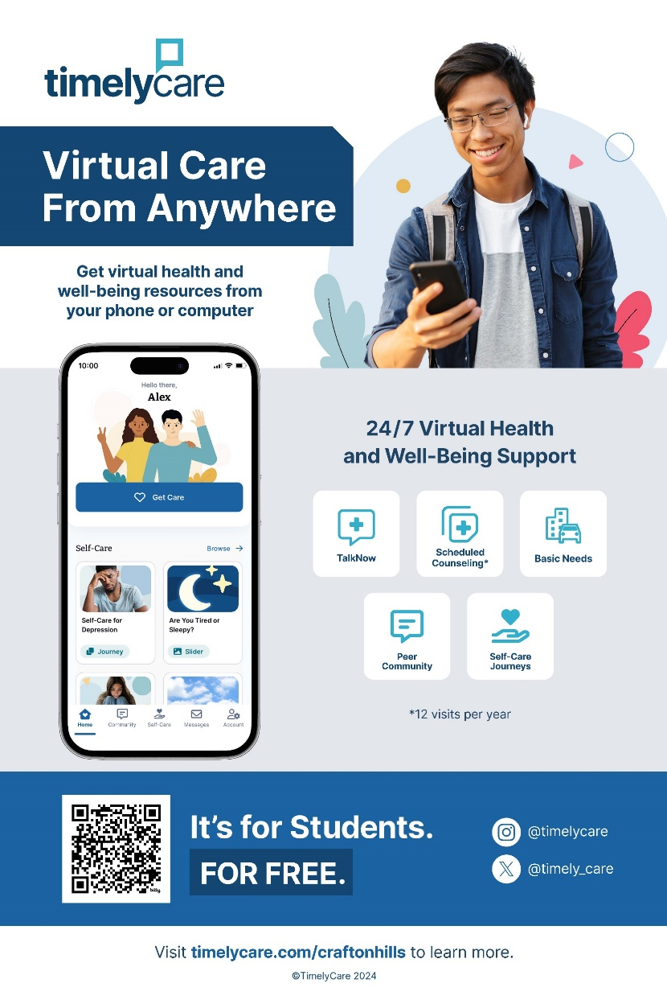 timelycare
Virtual Care
From Anywhere
Get virtual health and
well-being resources from
your phone or computer
10:00
Hello there,
Alex
Get Care
Self-Care
Browse →
Self-Care for
Depression
Journey
Are You Tired or
Sleepy?
Slider
Home
Community
Self-Care
Messages
Account
24/7 Virtual Health
and Well-Being Support
TalkNow
Scheduled
Counseling*
Basic Needs
Peer
Community
Self-Care
Journeys
*12 visits per year
bitly
It's for Students.
FOR FREE.
@timelycare
@timely_care
Visit timelycare.com/craftonhills to learn more.
©TimelyCare 2024